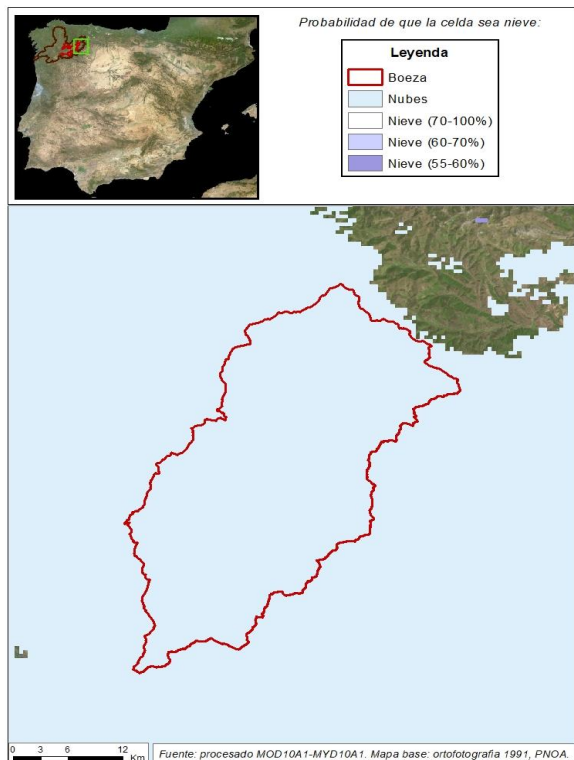 Probabilidad de que la celda sea nieve:
Leyenda
Boeza
Nubes
Nieve (70-100%)
Nieve (60-70%)
Nieve (55-60%)
0 3 6 12
Km
Fuente: procesado MOD10A1-MYD10A1. Mapa base: ortofotografia 1991, PNOA.